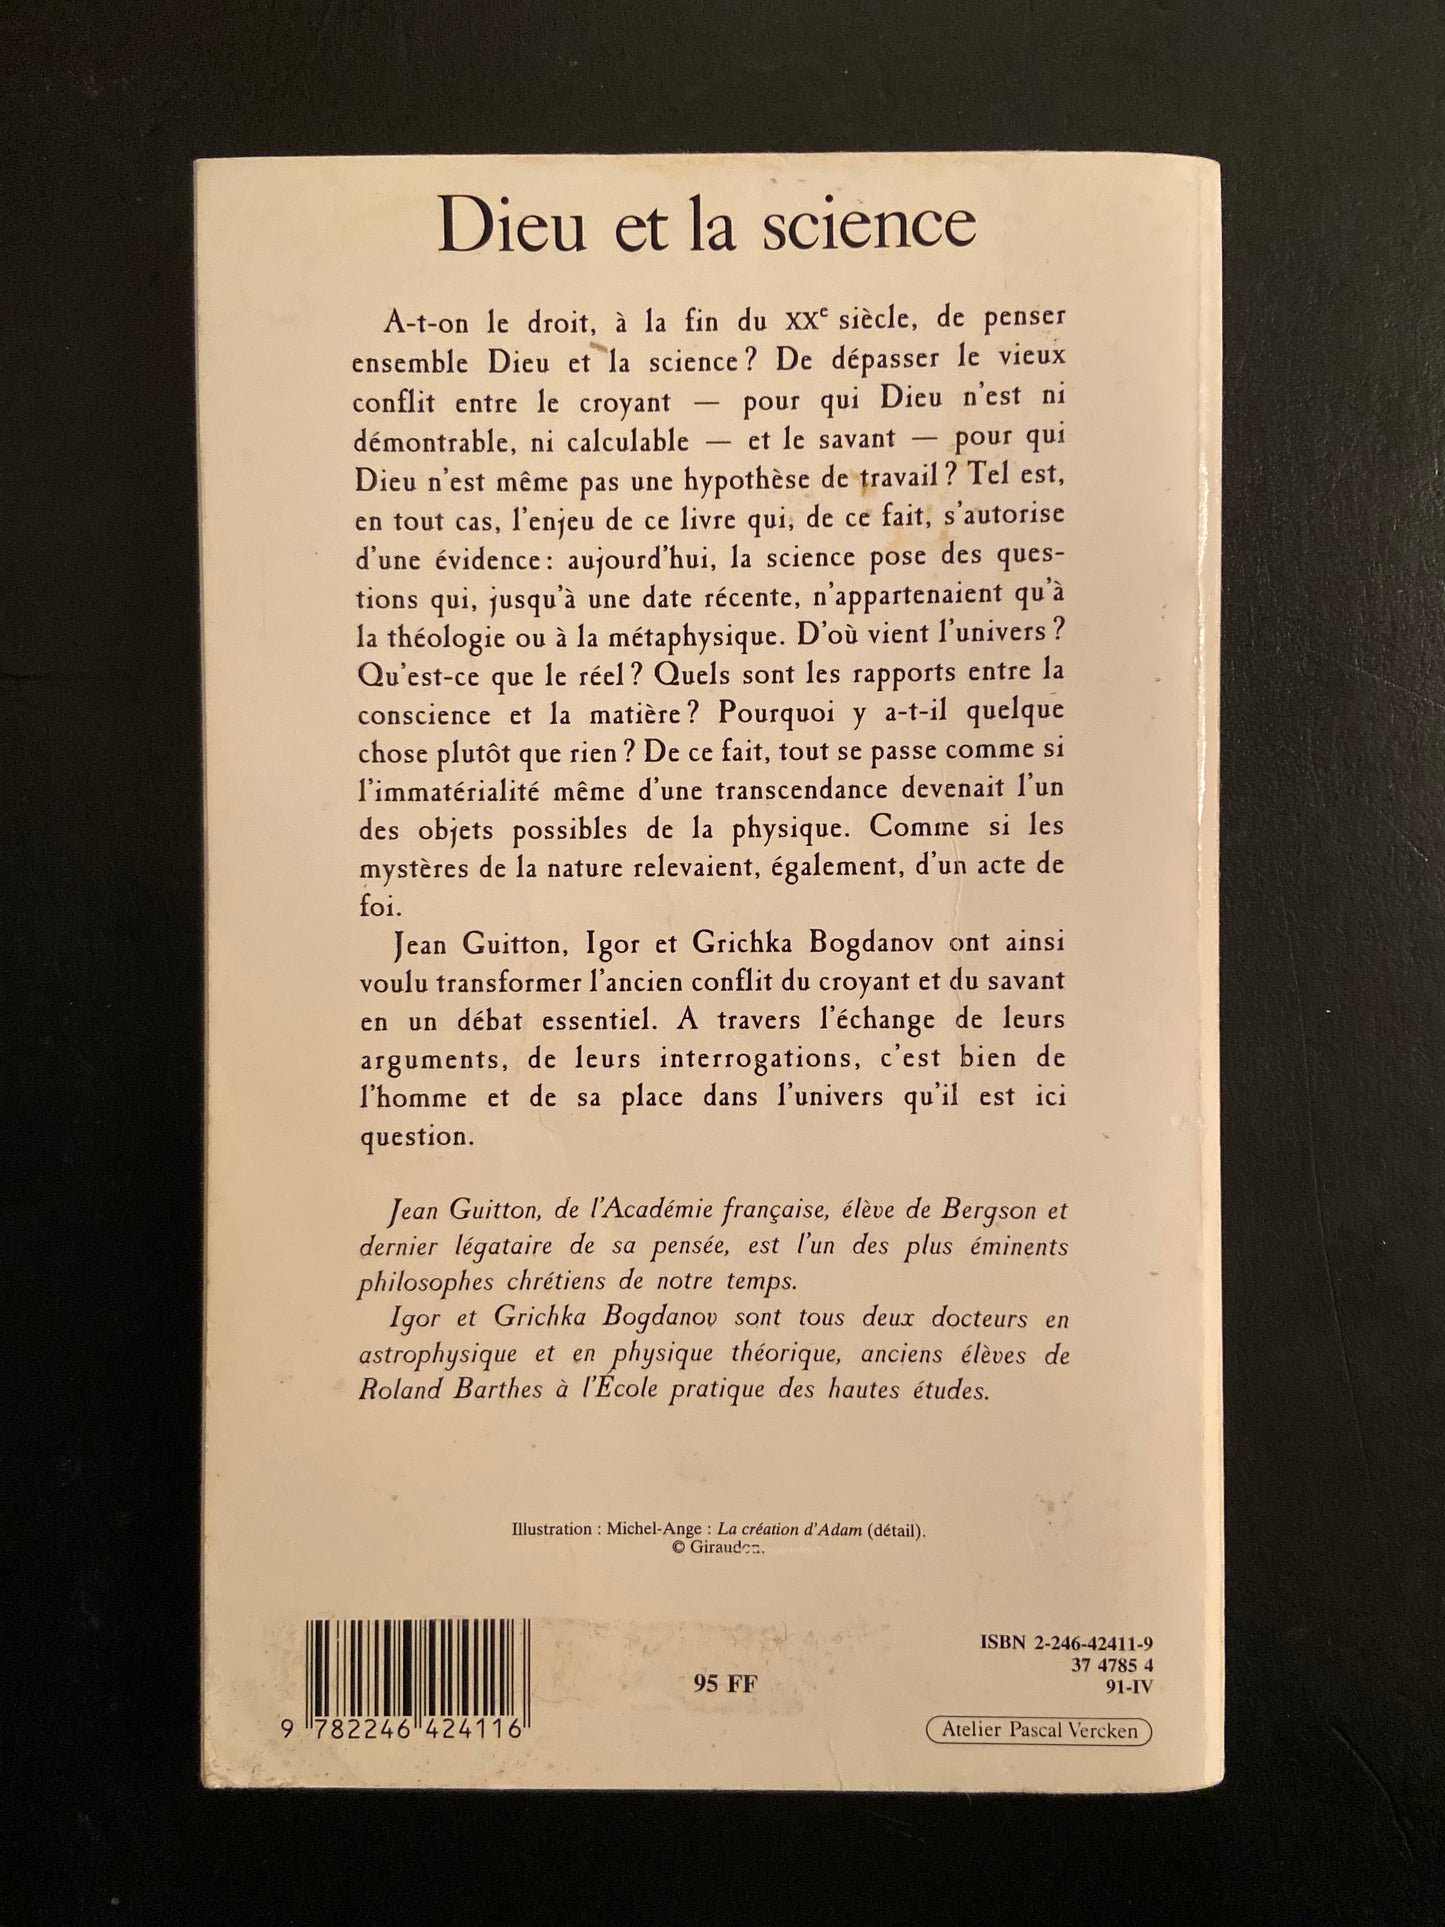 Dieu et la science
A-t-on le droit, à la fin du XXe siècle, de penser
ensemble Dieu et la science ? De dépasser le vieux
conflit entre le croyant — pour qui Dieu n'est ni
démontrable, ni calculable — et le savant — pour qui
Dieu n'est même pas une hypothèse de travail ? Tel est,
en tout cas, l'enjeu de ce livre qui, de ce fait, s'autorise
d'une évidence : aujourd'hui, la science pose des ques-
tions qui, jusqu'à une date récente, n'appartenaient qu'à
la théologie ou à la métaphysique. D'où vient l'univers ?
Qu'est-ce que le réel ? Quels sont les rapports entre la
conscience et la matière ? Pourquoi y a-t-il quelque
chose plutôt que rien ? De ce fait, tout se passe comme si
l'immatérialité même d'une transcendance devenait l'un
des objets possibles de la physique. Comme si les
mystères de la nature relevaient, également, d'un acte de
foi.
Jean Guitton, Igor et Grichka Bogdanov ont ainsi
voulu transformer l'ancien conflit du croyant et du savant
en un débat essentiel. A travers l'échange de leurs
arguments, de leurs interrogations, c'est bien de
l'homme et de sa place dans l'univers qu'il est ici
question.
Jean Guitton, de l'Académie française, élève de Bergson et
dernier légataire de sa pensée, est l'un des plus éminents
philosophes chrétiens de notre temps.
Igor et Grichka Bogdanov sont tous deux docteurs en
astrophysique et en physique théorique, anciens élèves de
Roland Barthes à l'École pratique des hautes études.
Illustration : Michel-Ange : La création d'Adam (détail).
© Giraudon.
ISBN 2-246-42411-9
37 4785 4
95 FF
91-IV
9 782246 424116
Atelier Pascal Vercken